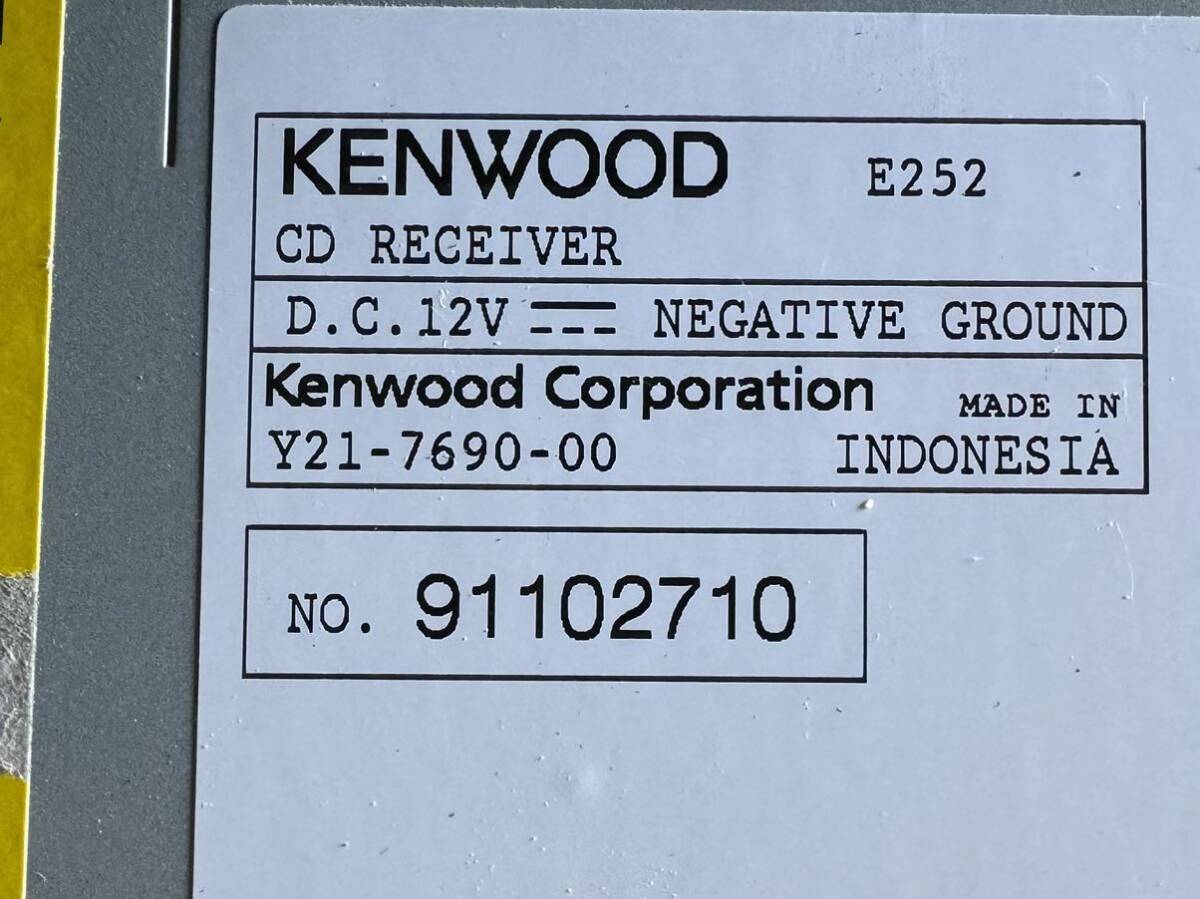 KENWOOD E252
CD RECEIVER
D.C.12V NEGATIVE GROUND
Kenwood Corporation MADE IN
Y21-7690-00 INDONESIA
NO. 91102710